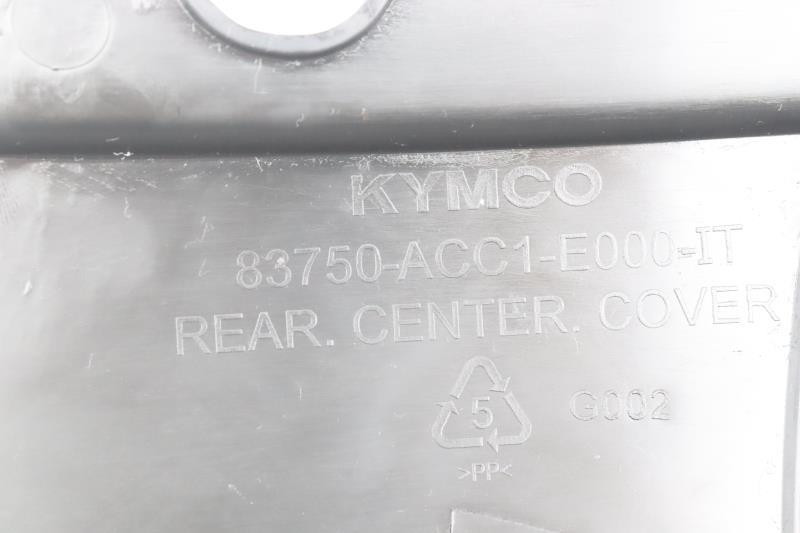 KYMCO
83750-ACC1-E000-IT
REAR. CENTER. COVER
5 G002
>PP<